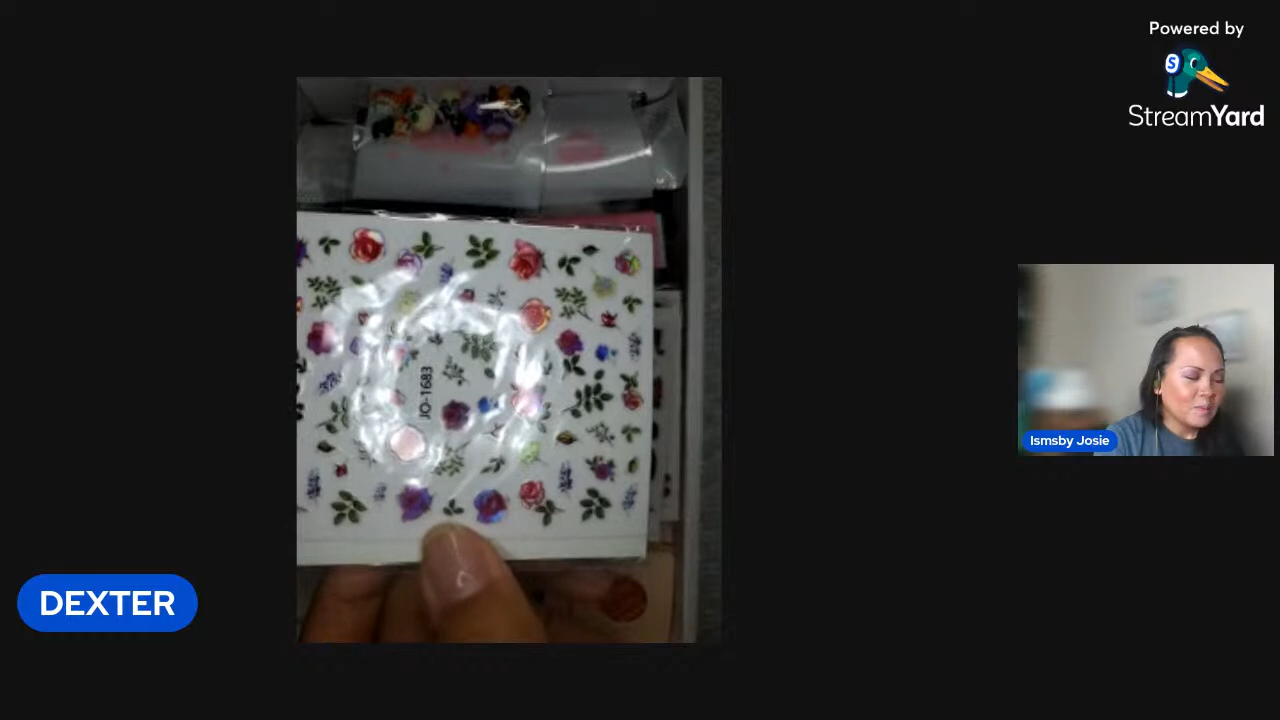 Powered by
S
StreamYard
JO-1683
Ismsby Josie
DEXTER